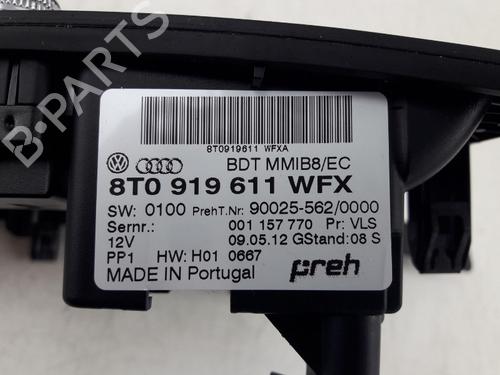 8T0919611 WFXA
BDT MMIB8/EC
8T0 919 611 WFX
SW: 0100 PrehT.Nr: 90025-562/0000
Sernr.: 001 157 770 Pr: VLS
12V 09.05.12 GStand: 08 S
PP1 HW: H01 0667
MADE IN Portugal preh
B-PARTS